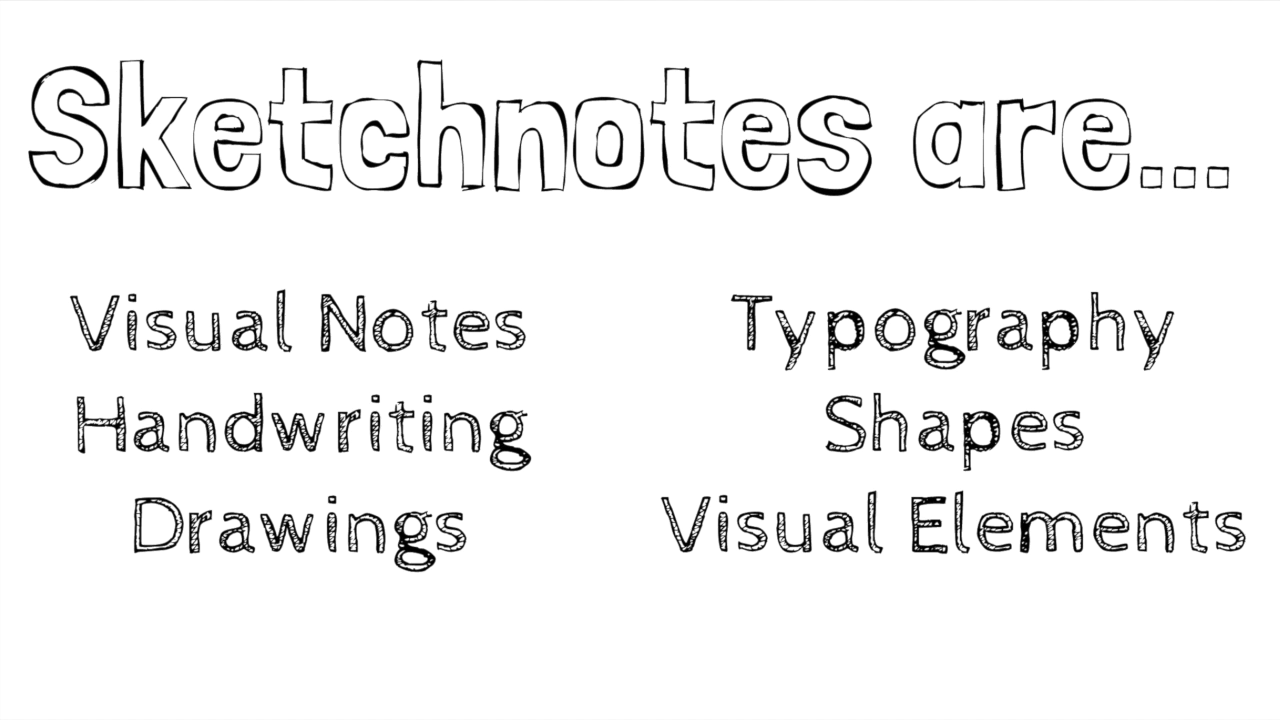 Sketchnotes are...
Visual Notes
Handwriting
Drawings
Typography
Shapes
Visual Elements